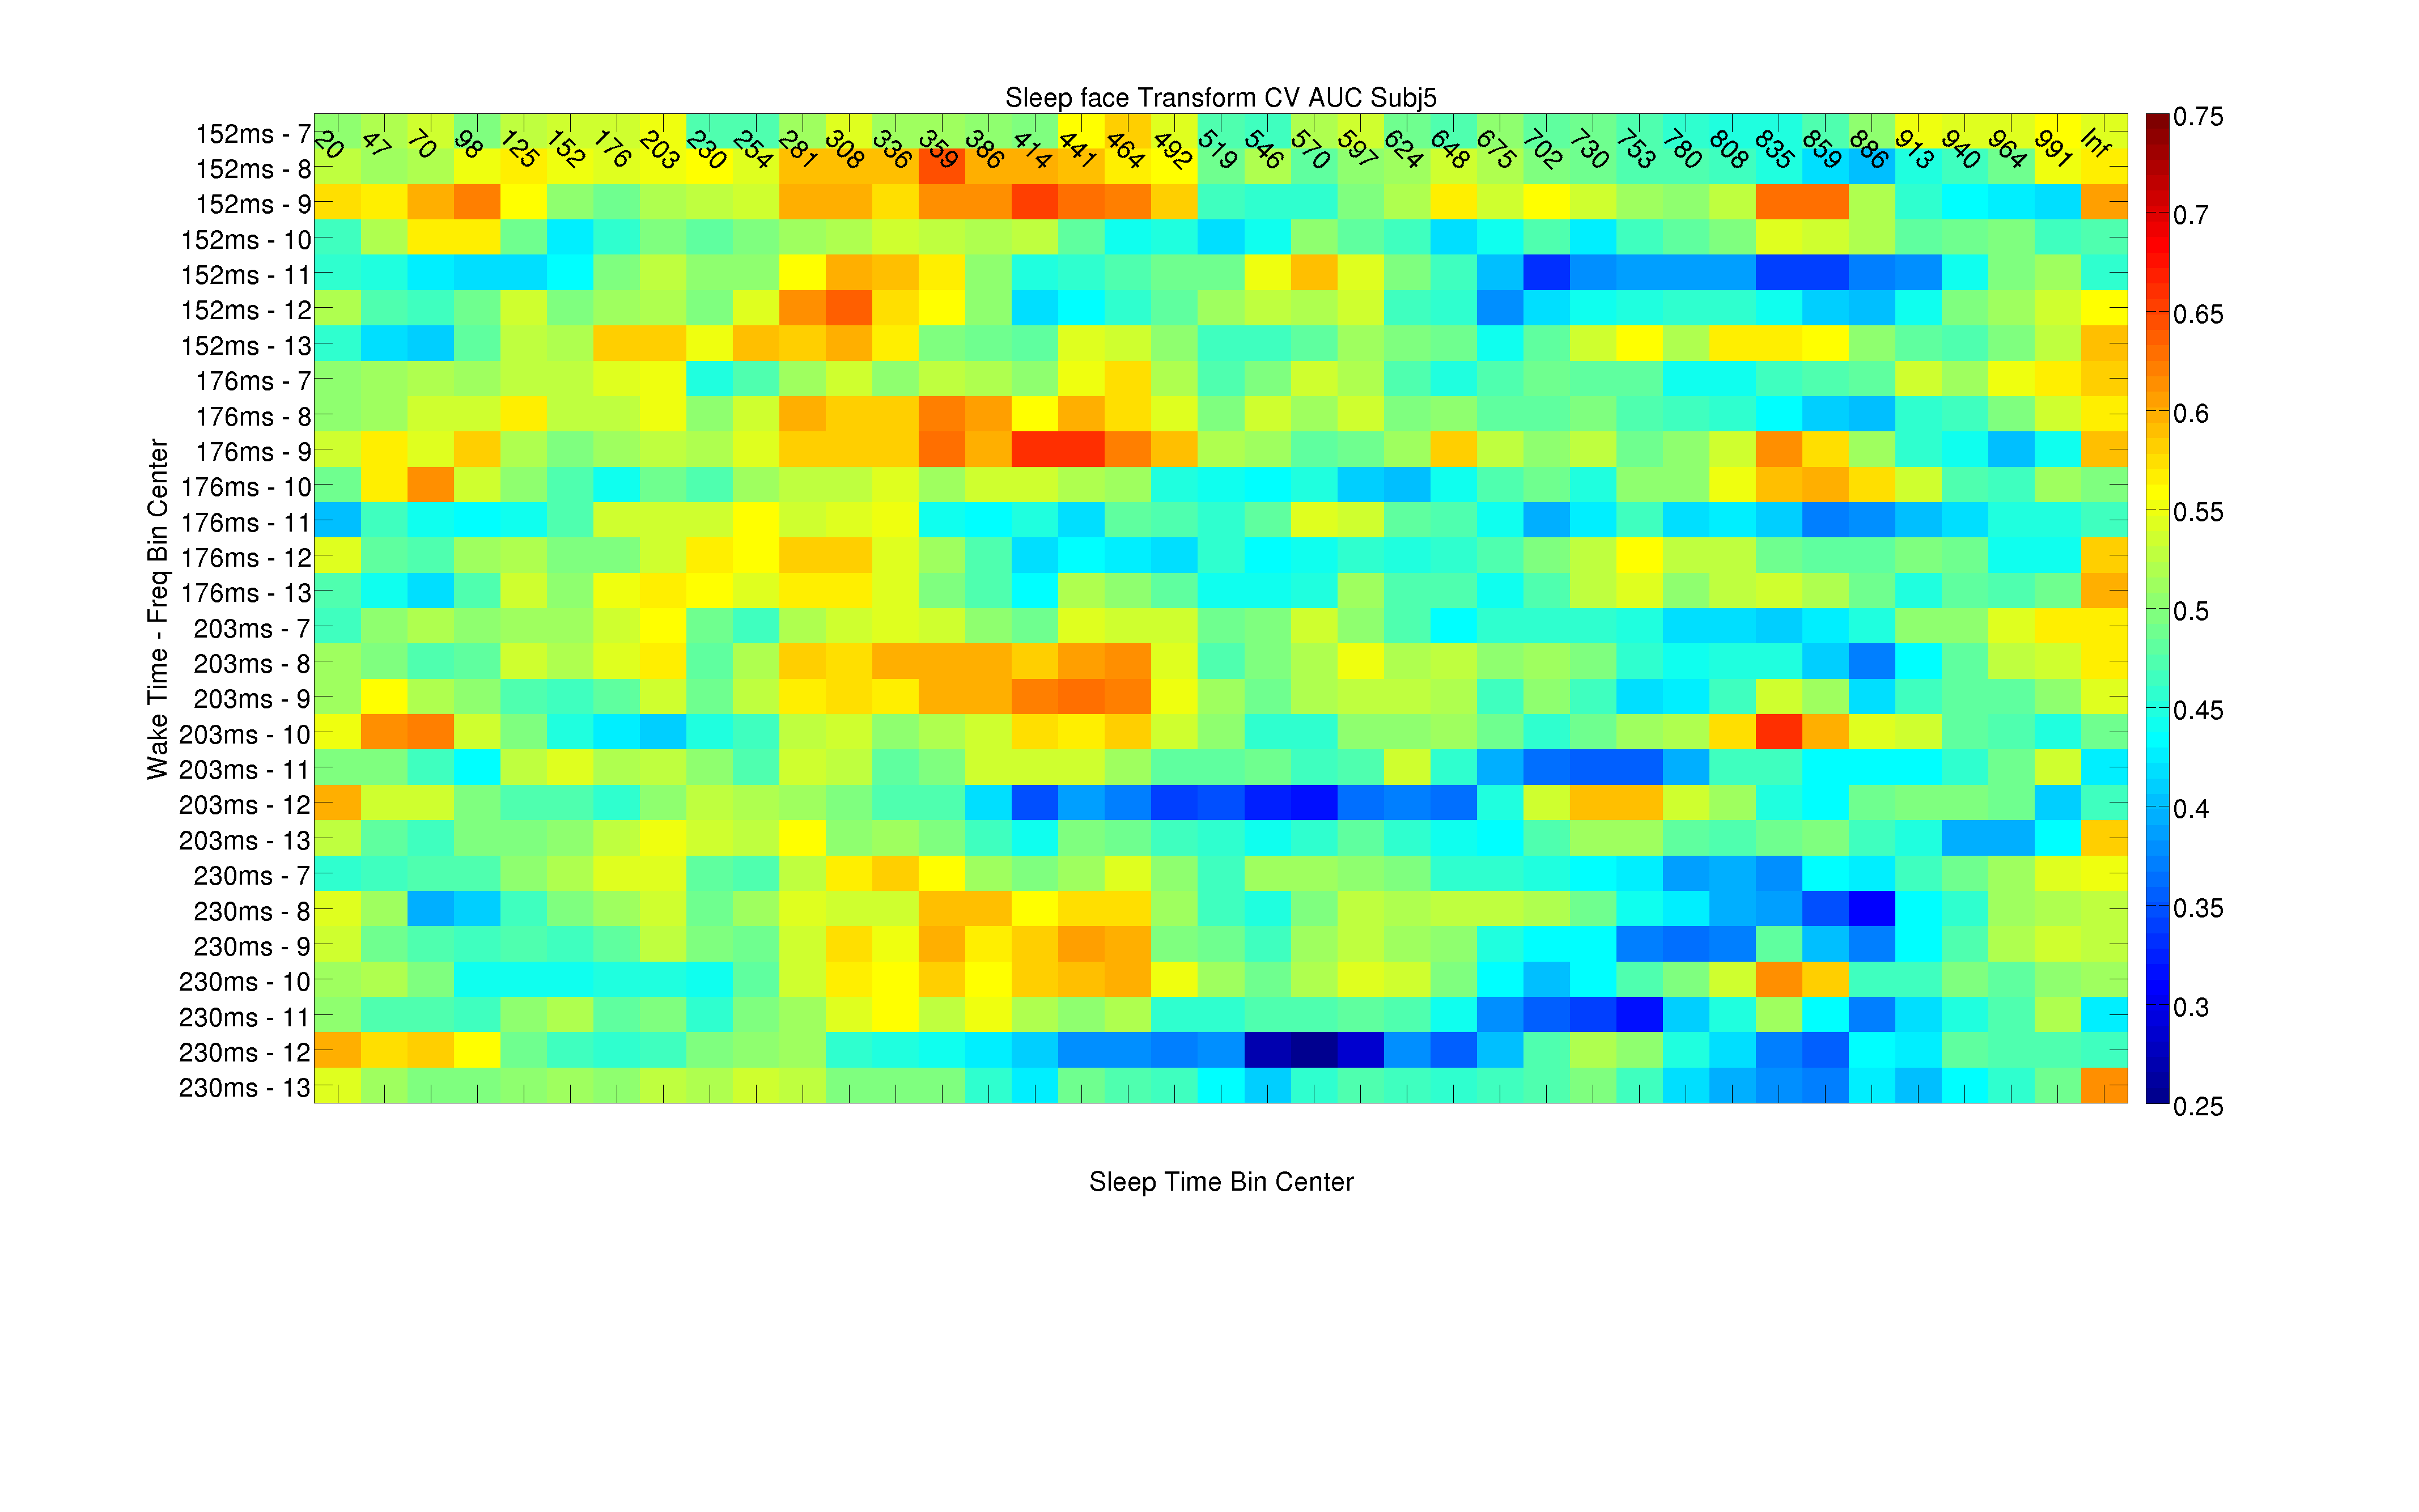 Sleep face Transform CV AUC Subj5
20 47 70 98 125 152 176 203 230 254 281 308 336 359 386 414 441 464 492 519 546 570 597 624 648 675 702 730 753 780 808 835 859 886 913 940 964 991 Inf
152ms - 7
152ms - 8
152ms - 9
152ms - 10
152ms - 11
152ms - 12
152ms - 13
176ms - 7
176ms - 8
176ms - 9
176ms - 10
176ms - 11
176ms - 12
176ms - 13
203ms - 7
203ms - 8
203ms - 9
203ms - 10
203ms - 11
203ms - 12
203ms - 13
230ms - 7
230ms - 8
230ms - 9
230ms - 10
230ms - 11
230ms - 12
230ms - 13
Wake Time - Freq Bin Center
Sleep Time Bin Center
0.75
0.7
0.65
0.6
0.55
0.5
0.45
0.4
0.35
0.3
0.25